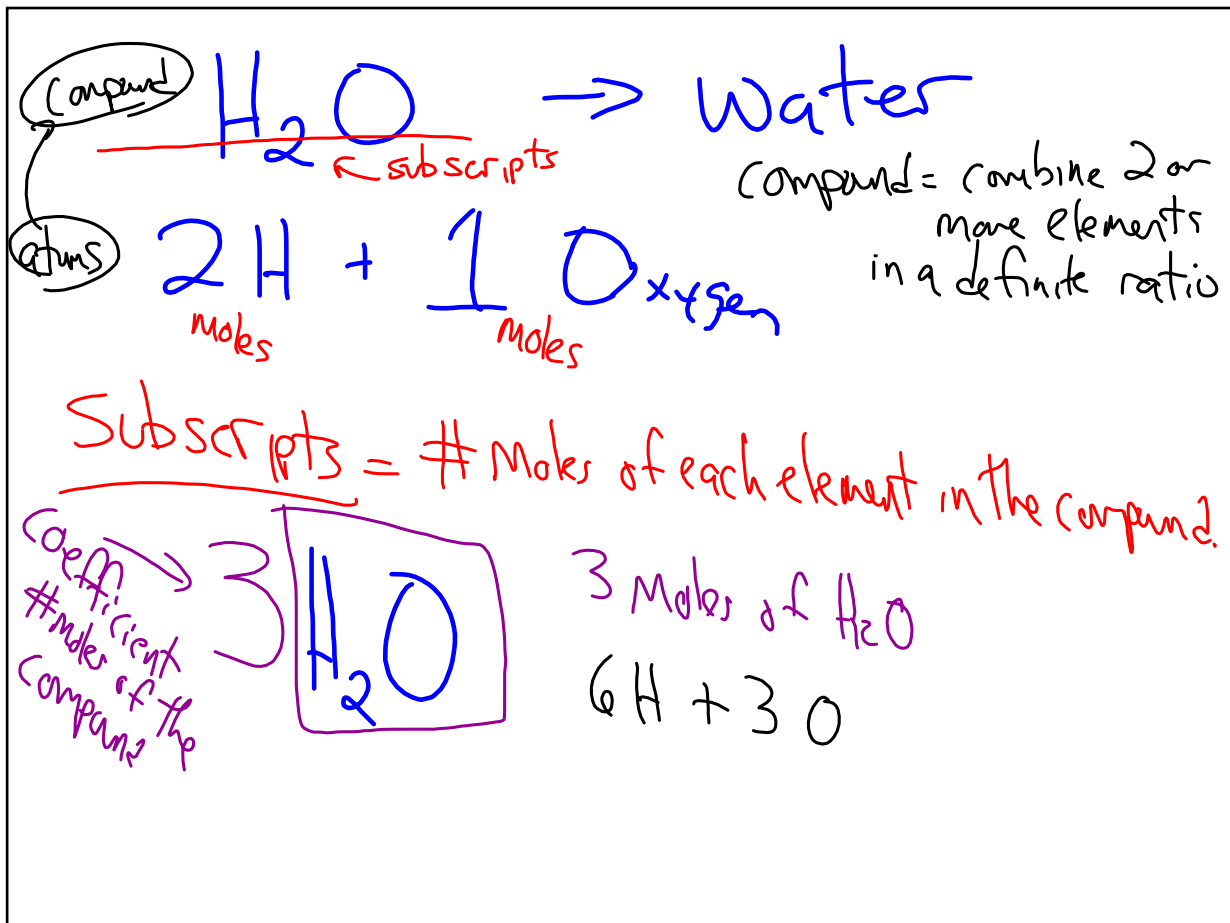 Compound
H₂O → Water
↖ subscripts
compound = combine 2 or
more elements
in a definite ratio
atoms
2H + 1 Oxygen
moles moles
Subscripts = # Moles of each element in the compound.
Coefficient → 3 H₂O
# moles of the
compound
3 Moles of H₂O
6H + 3 O